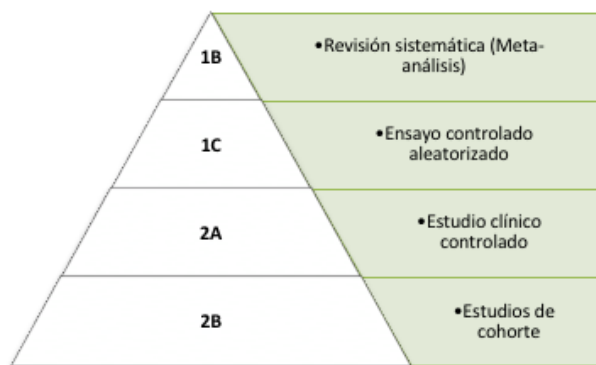 1B
•Revisión sistemática (Meta-
análisis)
1C
•Ensayo controlado
aleatorizado
2A
•Estudio clínico
controlado
2B
•Estudios de
cohorte